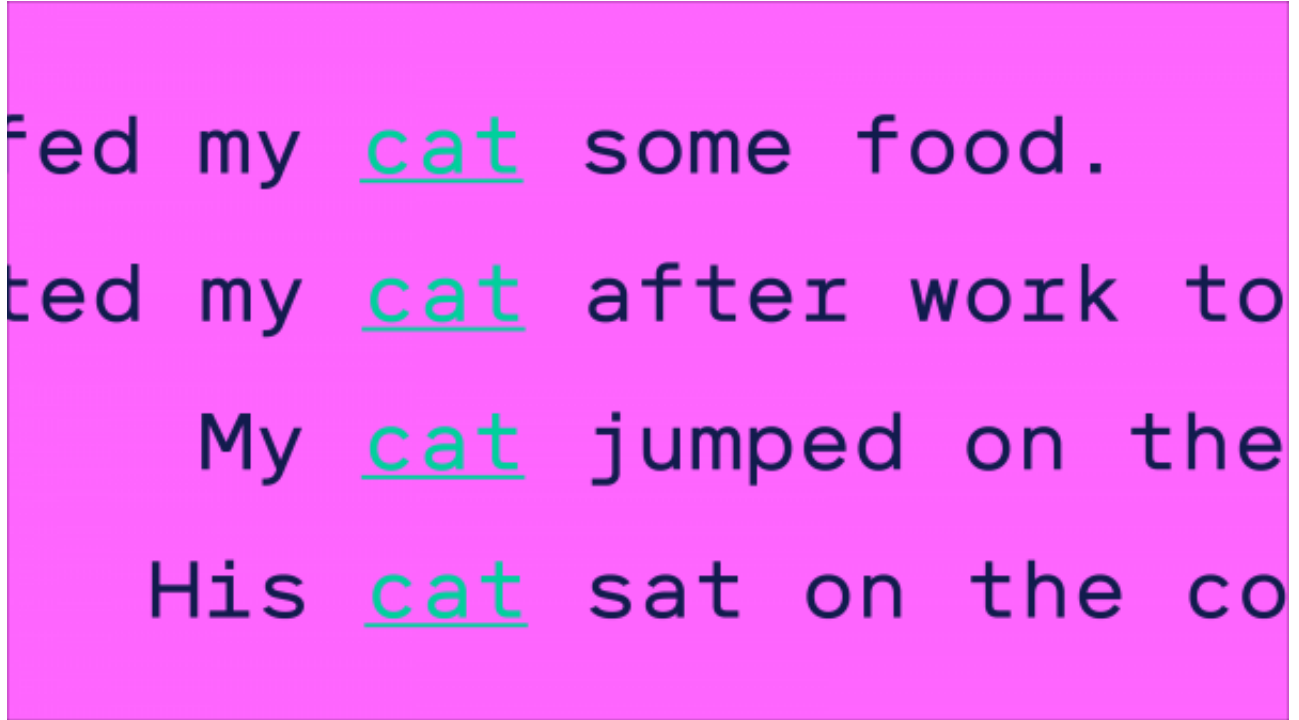 fed my cat some food.
ted my cat after work to
My cat jumped on the
His cat sat on the co